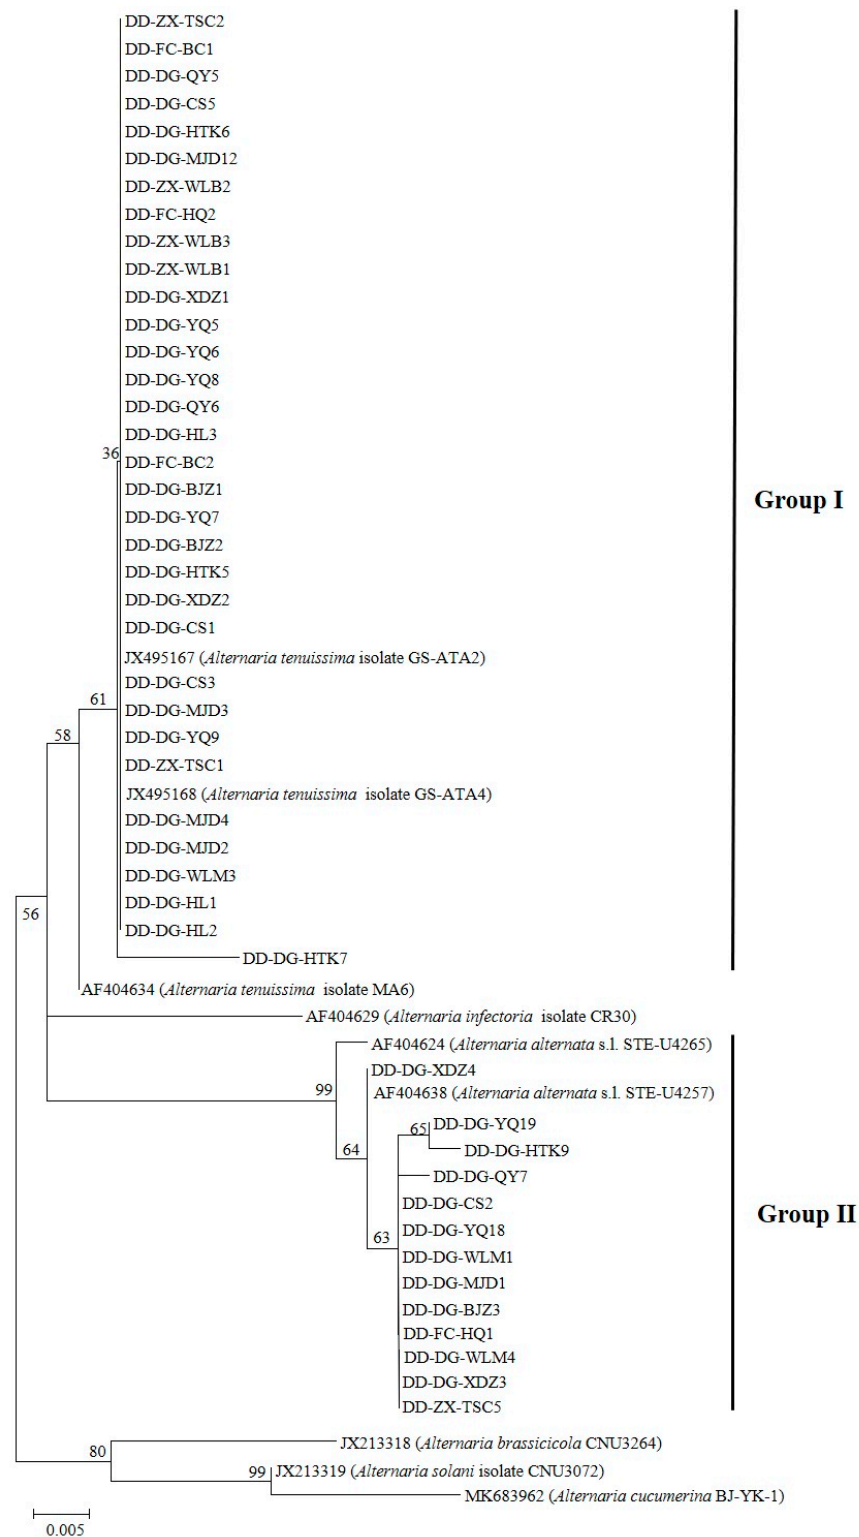 DD-ZX-TSC2
DD-FC-BC1
DD-DG-QY5
DD-DG-CS5
DD-DG-HTK6
DD-DG-MJD12
DD-ZX-WLB2
DD-FC-HQ2
DD-ZX-WLB3
DD-ZX-WLB1
DD-DG-XDZ1
DD-DG-YQ5
DD-DG-YQ6
DD-DG-YQ8
DD-DG-QY6
DD-DG-HL3
36
DD-FC-BC2
DD-DG-BJZ1
Group I
DD-DG-YQ7
DD-DG-BJZ2
DD-DG-HTK5
DD-DG-XDZ2
DD-DG-CS1
JX495167 (Alternaria tenuissima isolate GS-ATA2)
DD-DG-CS3
61
DD-DG-MJD3
58
DD-DG-YQ9
DD-ZX-TSC1
JX495168 (Alternaria tenuissima isolate GS-ATA4)
DD-DG-MJD4
DD-DG-MJD2
DD-DG-WLM3
DD-DG-HL1
56
DD-DG-HL2
DD-DG-HTK7
AF404634 (Alternaria tenuissima isolate MA6)
AF404629 (Alternaria infectoria isolate CR30)
AF404624 (Alternaria alternata s.l. STE-U4265)
DD-DG-XDZ4
99
AF404638 (Alternaria alternata s.l. STE-U4257)
65
DD-DG-YQ19
64
DD-DG-HTK9
DD-DG-QY7
DD-DG-CS2
Group II
DD-DG-YQ18
63
DD-DG-WLM1
DD-DG-MJD1
DD-DG-BJZ3
DD-FC-HQ1
DD-DG-WLM4
DD-DG-XDZ3
DD-ZX-TSC5
JX213318 (Alternaria brassicicola CNU3264)
80
99
JX213319 (Alternaria solani isolate CNU3072)
MK683962 (Alternaria cucumerina BJ-YK-1)
0.005